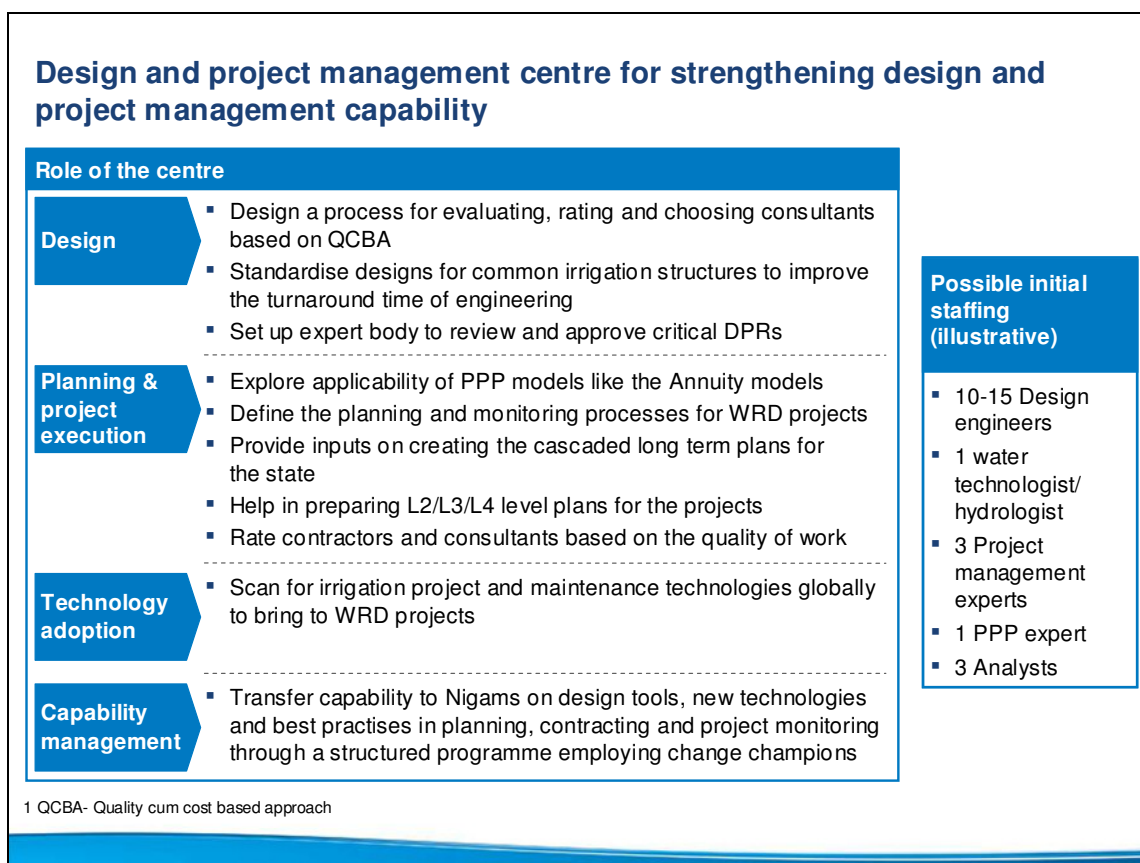 Design and project management centre for strengthening design and
project management capability
Role of the centre
Design
▪ Design a process for evaluating, rating and choosing consultants
based on QCBA
▪ Standardise designs for common irrigation structures to improve
the turnaround time of engineering
▪ Set up expert body to review and approve critical DPRs
Planning &
project
execution
▪ Explore applicability of PPP models like the Annuity models
▪ Define the planning and monitoring processes for WRD projects
▪ Provide inputs on creating the cascaded long term plans for
the state
▪ Help in preparing L2/L3/L4 level plans for the projects
▪ Rate contractors and consultants based on the quality of work
Technology
adoption
▪ Scan for irrigation project and maintenance technologies globally
to bring to WRD projects
Capability
management
▪ Transfer capability to Nigams on design tools, new technologies
and best practises in planning, contracting and project monitoring
through a structured programme employing change champions
Possible initial
staffing
(illustrative)
▪ 10-15 Design
engineers
▪ 1 water
technologist/
hydrologist
▪ 3 Project
management
experts
▪ 1 PPP expert
▪ 3 Analysts
1 QCBA- Quality cum cost based approach